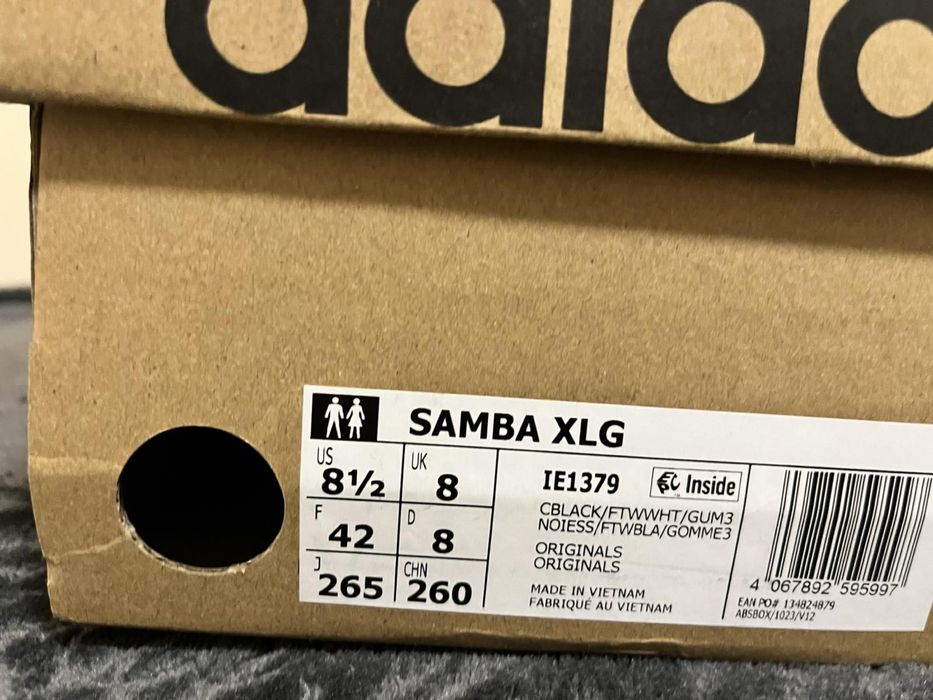 adidas
SAMBA XLG
US 8½ UK 8
F 42 D 8
J 265 CHN 260
IE1379 Inside
CBLACK/FTWWHT/GUM3
NOIESS/FTWBLA/GOMME3
ORIGINALS
ORIGINALS
MADE IN VIETNAM
FABRIQUÉ AU VIETNAM
4 067892 595997
EAN PO# 134824879
ABSBOX/1023/V12